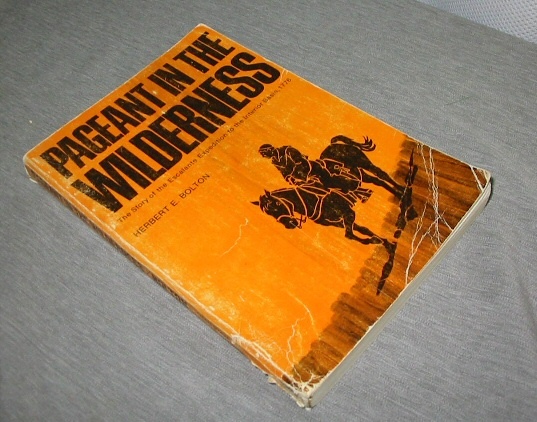 PAGEANT IN THE
WILDERNESS
The Story of the Escalante Expedition to the Interior Basin, 1776
HERBERT E. BOLTON